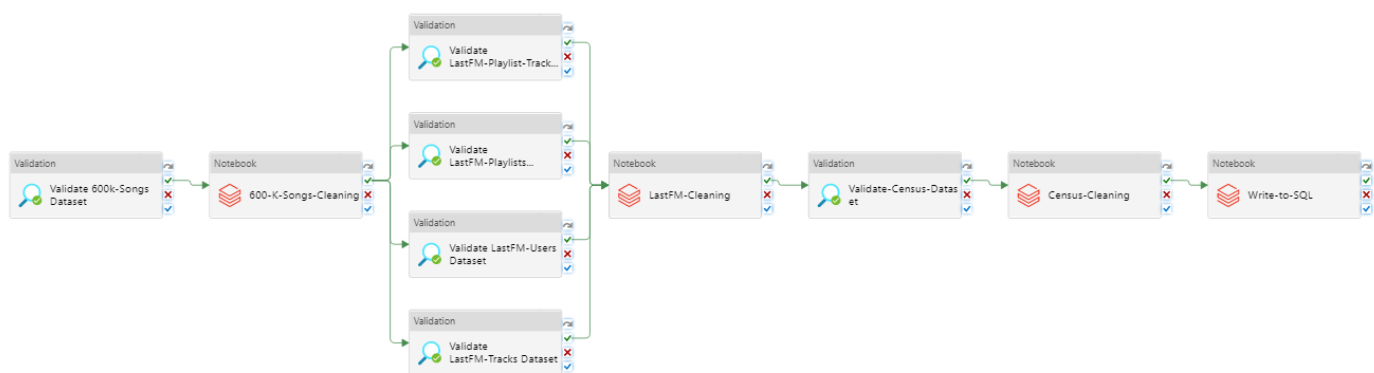 Validation
Validate
LastFM-Playlist-Track...
Validation
Validate
LastFM-Playlists...
Validation
Validate 600k-Songs
Dataset
Notebook
600-K-Songs-Cleaning
Notebook
LastFM-Cleaning
Validation
Validate-Census-Datas
et
Notebook
Census-Cleaning
Notebook
Write-to-SQL
Validation
Validate LastFM-Users
Dataset
Validation
Validate
LastFM-Tracks Dataset